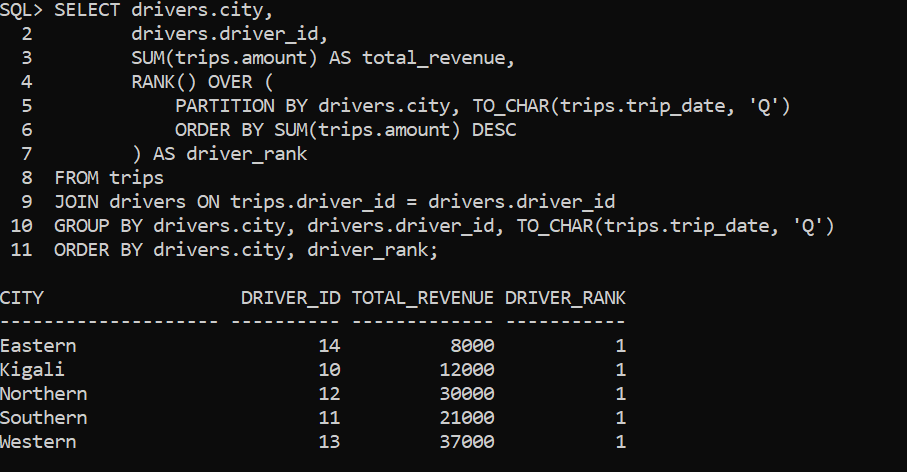 SQL> SELECT drivers.city,
  2         drivers.driver_id,
  3         SUM(trips.amount) AS total_revenue,
  4         RANK() OVER (
  5             PARTITION BY drivers.city, TO_CHAR(trips.trip_date, 'Q')
  6             ORDER BY SUM(trips.amount) DESC
  7         ) AS driver_rank
  8  FROM trips
  9  JOIN drivers ON trips.driver_id = drivers.driver_id
 10  GROUP BY drivers.city, drivers.driver_id, TO_CHAR(trips.trip_date, 'Q')
 11  ORDER BY drivers.city, driver_rank;

CITY                  DRIVER_ID TOTAL_REVENUE DRIVER_RANK
-------------------- ---------- ------------- -----------
Eastern                      14          8000           1
Kigali                       10         12000           1
Northern                     12         30000           1
Southern                     11         21000           1
Western                      13         37000           1